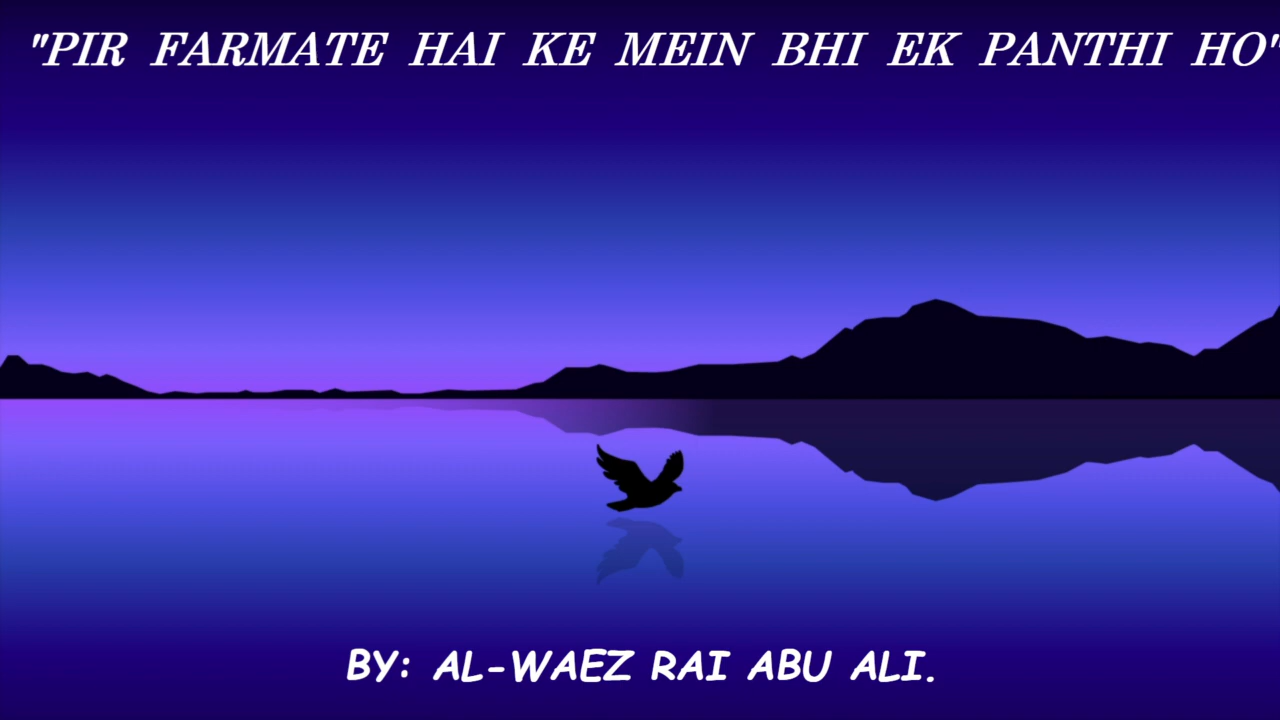 "PIR FARMATE HAI KE MEIN BHI EK PANTHI HO"
BY: AL-WAEZ RAI ABU ALI.